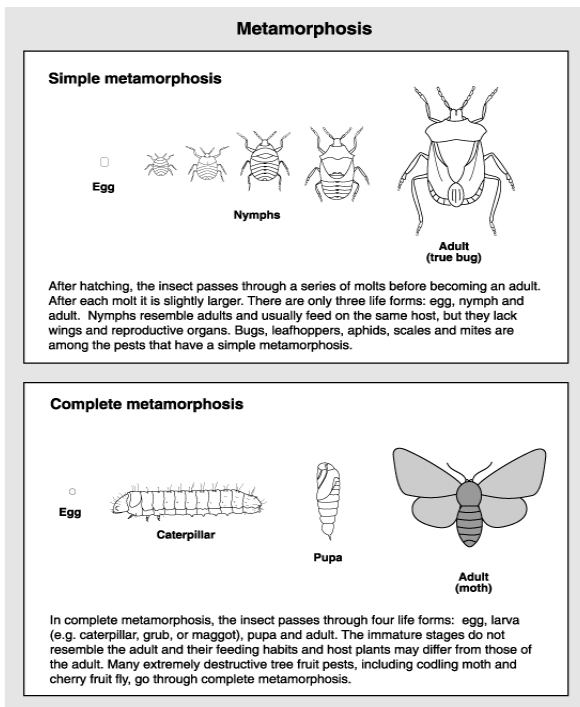 Metamorphosis
Simple metamorphosis
Egg
Nymphs
Adult
(true bug)
After hatching, the insect passes through a series of molts before becoming an adult.
After each molt it is slightly larger. There are only three life forms: egg, nymph and
adult.  Nymphs resemble adults and usually feed on the same host, but they lack
wings and reproductive organs. Bugs, leafhoppers, aphids, scales and mites are
among the pests that have a simple metamorphosis.
Complete metamorphosis
Egg
Caterpillar
Pupa
Adult
(moth)
In complete metamorphosis, the insect passes through four life forms:  egg, larva
(e.g. caterpillar, grub, or maggot), pupa and adult. The immature stages do not
resemble the adult and their feeding habits and host plants may differ from those of
the adult. Many extremely destructive tree fruit pests, including codling moth and
cherry fruit fly, go through complete metamorphosis.